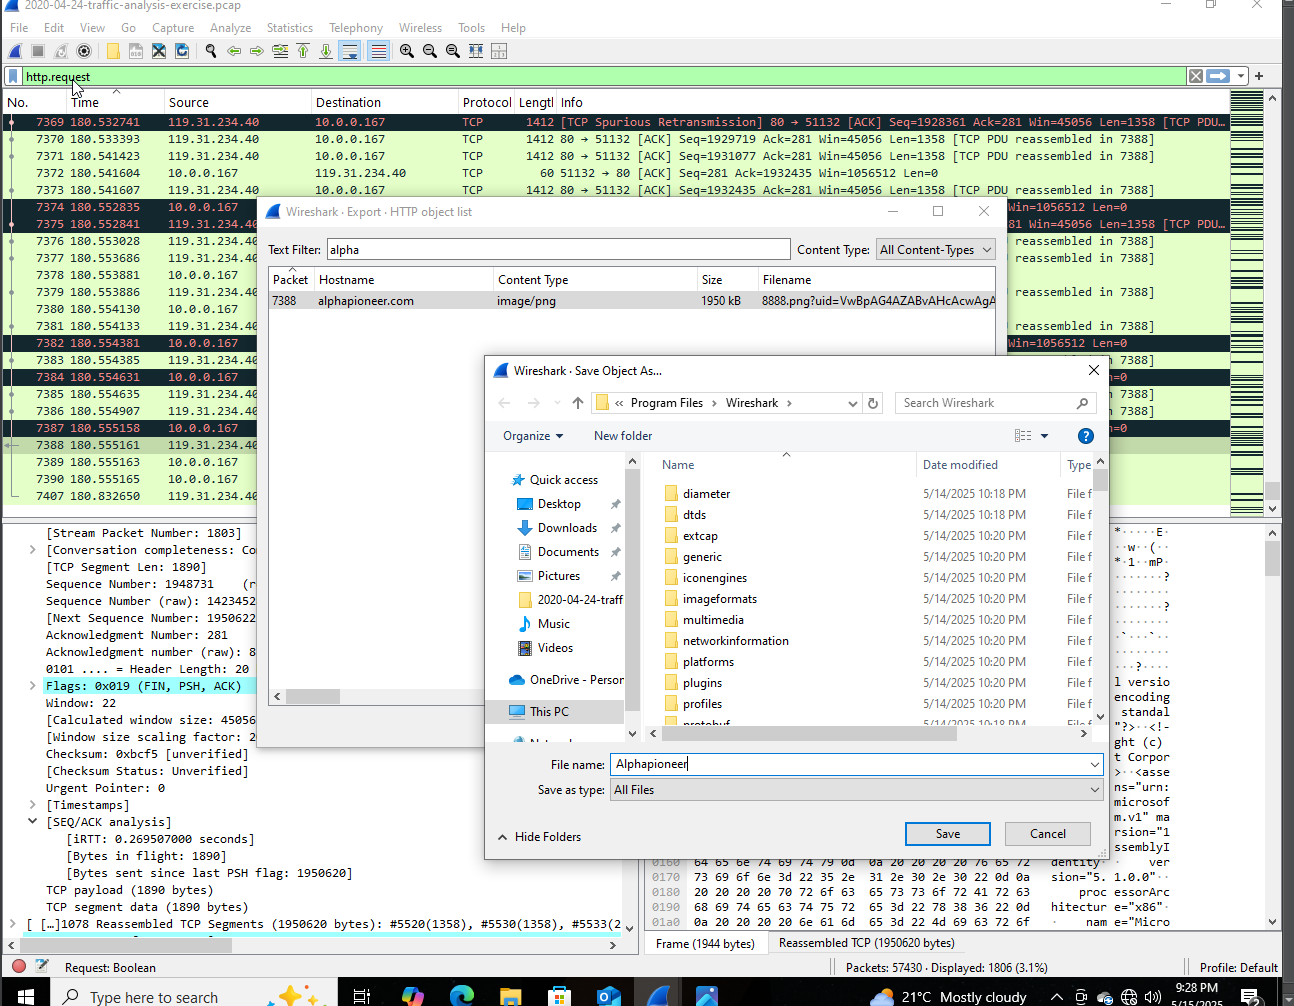 2020-04-24-traffic-analysis-exercise.pcap
File Edit View Go Capture Analyze Statistics Telephony Wireless Tools Help
http.request
No. Time Source Destination Protocol Lengtl Info
7369 180.532741 119.31.234.40 10.0.0.167 TCP 1412 [TCP Spurious Retransmission] 80 → 51132 [ACK] Seq=1928361 Ack=281 Win=45056 Len=1358 [TCP PDU…
7370 180.533393 119.31.234.40 10.0.0.167 TCP 1412 80 → 51132 [ACK] Seq=1929719 Ack=281 Win=45056 Len=1358 [TCP PDU reassembled in 7388]
7371 180.541423 119.31.234.40 10.0.0.167 TCP 1412 80 → 51132 [ACK] Seq=1931077 Ack=281 Win=45056 Len=1358 [TCP PDU reassembled in 7388]
7372 180.541604 10.0.0.167 119.31.234.40 TCP 60 51132 → 80 [ACK] Seq=281 Ack=1932435 Win=1056512 Len=0
7373 180.541607 119.31.234.40 10.0.0.167 TCP 1412 80 → 51132 [ACK] Seq=1932435 Ack=281 Win=45056 Len=1358 [TCP PDU reassembled in 7388]
7374 180.552835 10.0.0.167 Win=1056512 Len=0
7375 180.552841 119.31.234.40 81 Win=45056 Len=1358 [TCP PDU…
7376 180.553028 119.31.234.40 reassembled in 7388]
7377 180.553686 119.31.234.40 reassembled in 7388]
7378 180.553881 10.0.0.167
7379 180.553886 119.31.234.40 reassembled in 7388]
7380 180.554130 10.0.0.167
7381 180.554133 119.31.234.40 reassembled in 7388]
7382 180.554381 10.0.0.167 Win=1056512 Len=0
7383 180.554385 119.31.234.40 d in 7388]
7384 180.554631 10.0.0.167 n=0
7385 180.554635 119.31.234.40 d in 7388]
7386 180.554907 119.31.234.40 d in 7388]
7387 180.555158 10.0.0.167 n=0
7388 180.555161 119.31.234.40
7389 180.555163 10.0.0.167
7390 180.555165 10.0.0.167
7407 180.832650 119.31.234.40
Wireshark · Export · HTTP object list
Text Filter: alpha Content Type: All Content-Types
Packet Hostname Content Type Size Filename
7388 alphapioneer.com image/png 1950 kB 8888.png?uid=VwBpAG4AZABvAHcAcwAgA
Wireshark · Save Object As...
« Program Files › Wireshark › Search Wireshark
Organize New folder
Name Date modified Type
Quick access
Desktop
Downloads
Documents
Pictures
2020-04-24-traff
Music
Videos
OneDrive - Person
This PC
diameter 5/14/2025 10:18 PM File f
dtds 5/14/2025 10:18 PM File f
extcap 5/14/2025 10:20 PM File f
generic 5/14/2025 10:20 PM File f
iconengines 5/14/2025 10:20 PM File f
imageformats 5/14/2025 10:20 PM File f
multimedia 5/14/2025 10:20 PM File f
networkinformation 5/14/2025 10:20 PM File f
platforms 5/14/2025 10:20 PM File f
plugins 5/14/2025 10:20 PM File f
profiles 5/14/2025 10:20 PM File f
File name: Alphapioneer
Save as type: All Files
Hide Folders Save Cancel
[Stream Packet Number: 1803]
[Conversation completeness: Co
[TCP Segment Len: 1890]
Sequence Number: 1948731 (r
Sequence Number (raw): 1423452
[Next Sequence Number: 1950622
Acknowledgment Number: 281
Acknowledgment number (raw): 8
0101 .... = Header Length: 20
Flags: 0x019 (FIN, PSH, ACK)
Window: 22
[Calculated window size: 45056
[Window size scaling factor: 2
Checksum: 0xbcf5 [unverified]
[Checksum Status: Unverified]
Urgent Pointer: 0
[Timestamps]
[SEQ/ACK analysis]
[iRTT: 0.269507000 seconds]
[Bytes in flight: 1890]
[Bytes sent since last PSH flag: 1950620]
TCP payload (1890 bytes)
TCP segment data (1890 bytes)
[ […]1078 Reassembled TCP Segments (1950620 bytes): #5520(1358), #5530(1358), #5533(2
*·····E·
··w··(·
*·1··mP·
·······?
········
·······?
········
·`···`··
········
···?····
l versio
encoding
standal
"?>··<!-
ght (c)
t Corpor
>··<asse
ns="urn:
microsof
m.v1" ma
rsion="1
ssemblyI
0160 64 65 6e 74 69 74 79 0d 0a 20 20 20 20 76 65 72 dentity· · ver
0170 73 69 6f 6e 3d 22 35 2e 31 2e 30 2e 30 22 0d 0a sion="5. 1.0.0"··
0180 20 20 20 20 70 72 6f 63 65 73 73 6f 72 41 72 63 proc essorArc
0190 68 69 74 65 63 74 75 72 65 3d 22 78 38 36 22 0d hitectur e="x86"·
01a0 0a 20 20 20 20 6e 61 6d 65 3d 22 4d 69 63 72 6f · nam e="Micro
Frame (1944 bytes) Reassembled TCP (1950620 bytes)
Request: Boolean Packets: 57430 · Displayed: 1806 (3.1%) Profile: Default
Type here to search 21°C Mostly cloudy 9:28 PM
5/15/2025